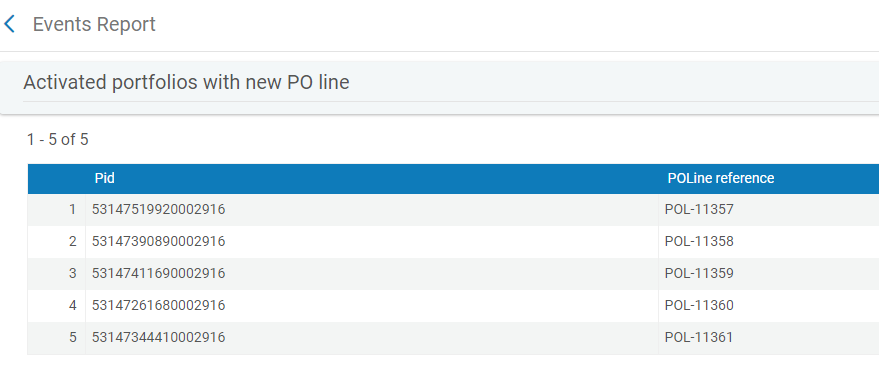 Events Report
Activated portfolios with new PO line
1 - 5 of 5
Pid POLine reference
1 53147519920002916 POL-11357
2 53147390890002916 POL-11358
3 53147411690002916 POL-11359
4 53147261680002916 POL-11360
5 53147344410002916 POL-11361